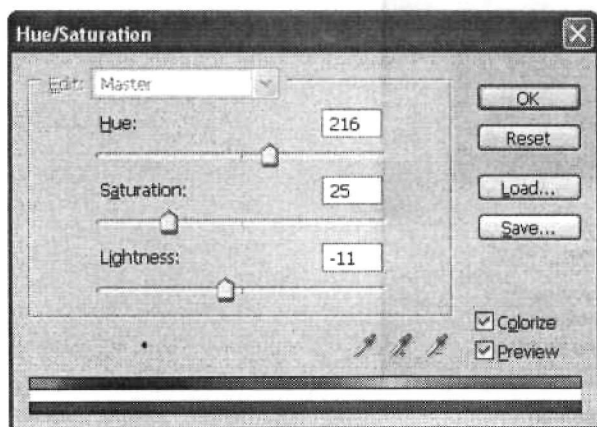 Hue/Saturation
Edit: Master
Hue: 216
Saturation: 25
Lightness: -11
OK
Reset
Load...
Save...
Colorize
Preview